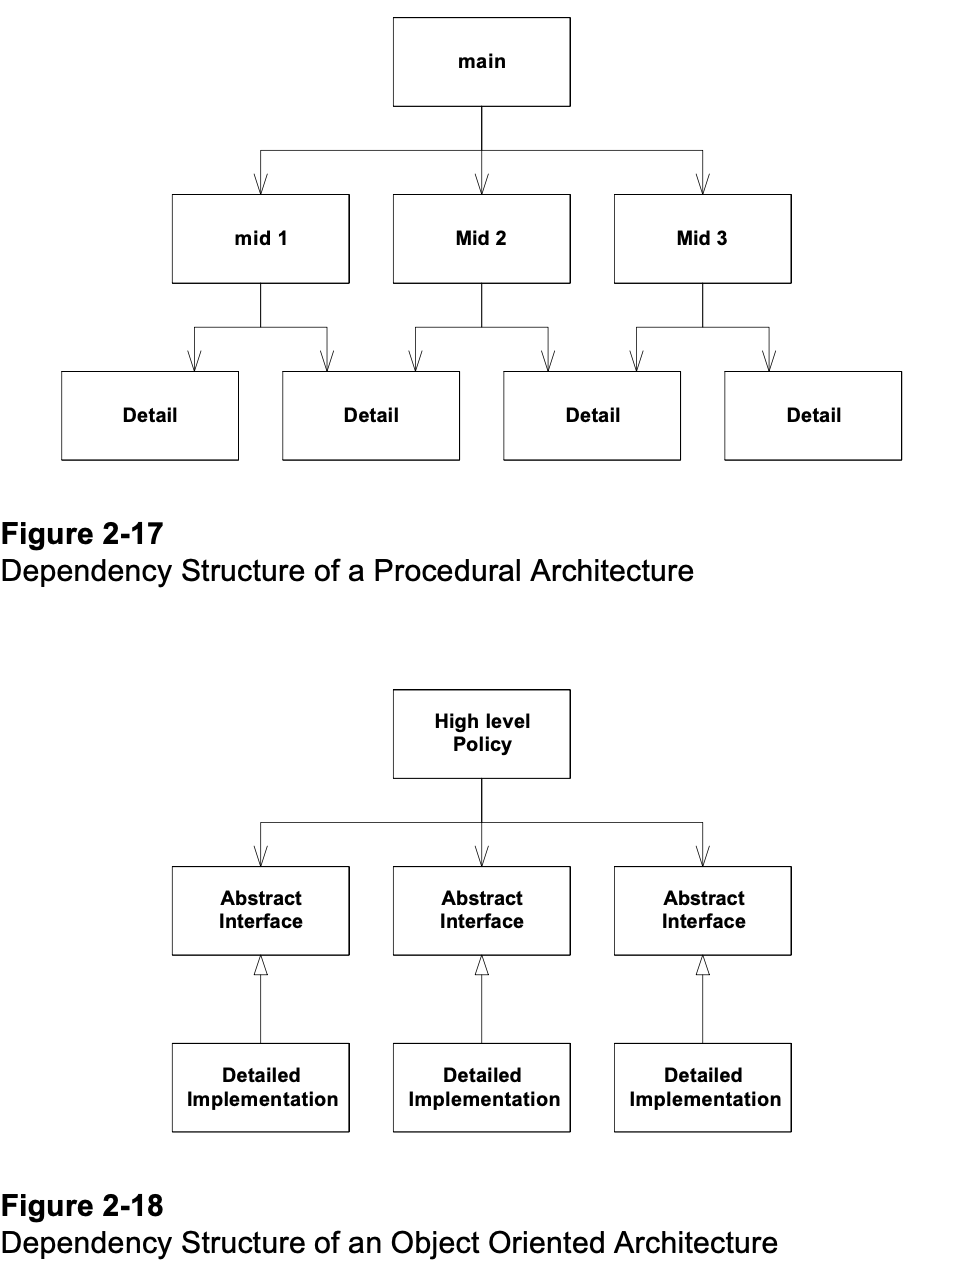 main
mid 1
Mid 2
Mid 3
Detail
Detail
Detail
Detail
Figure 2-17
Dependency Structure of a Procedural Architecture
High level
Policy
Abstract
Interface
Abstract
Interface
Abstract
Interface
Detailed
Implementation
Detailed
Implementation
Detailed
Implementation
Figure 2-18
Dependency Structure of an Object Oriented Architecture